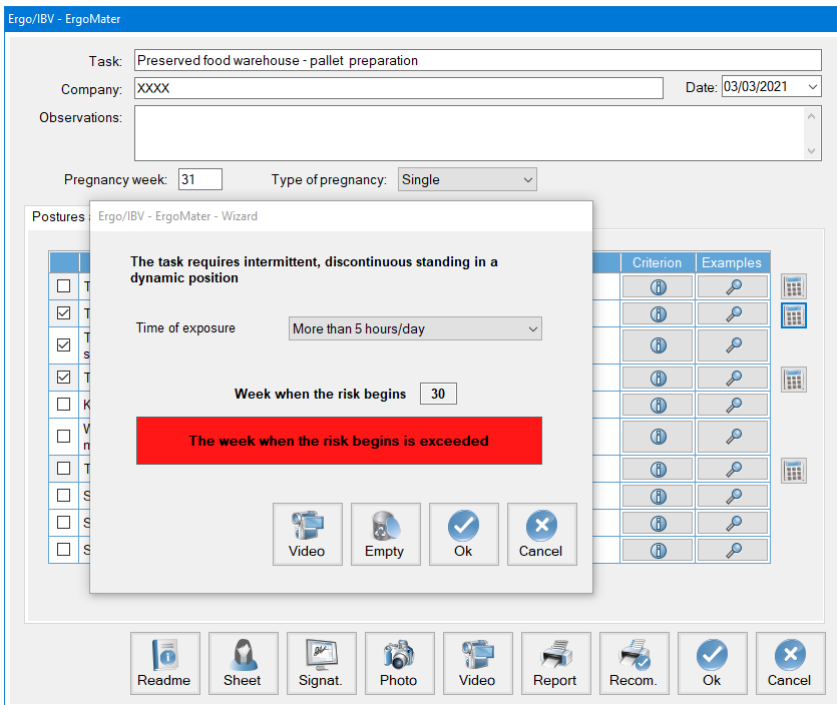 Ergo/IBV - ErgoMater
Task: Preserved food warehouse - pallet preparation
Company: XXXX Date: 03/03/2021
Observations:
Pregnancy week: 31 Type of pregnancy: Single
Postures
Ergo/IBV - ErgoMater - Wizard
The task requires intermittent, discontinuous standing in a
dynamic position
Criterion Examples
Time of exposure More than 5 hours/day
Week when the risk begins 30
The week when the risk begins is exceeded
Video Empty Ok Cancel
Readme Sheet Signat. Photo Video Report Recom. Ok Cancel